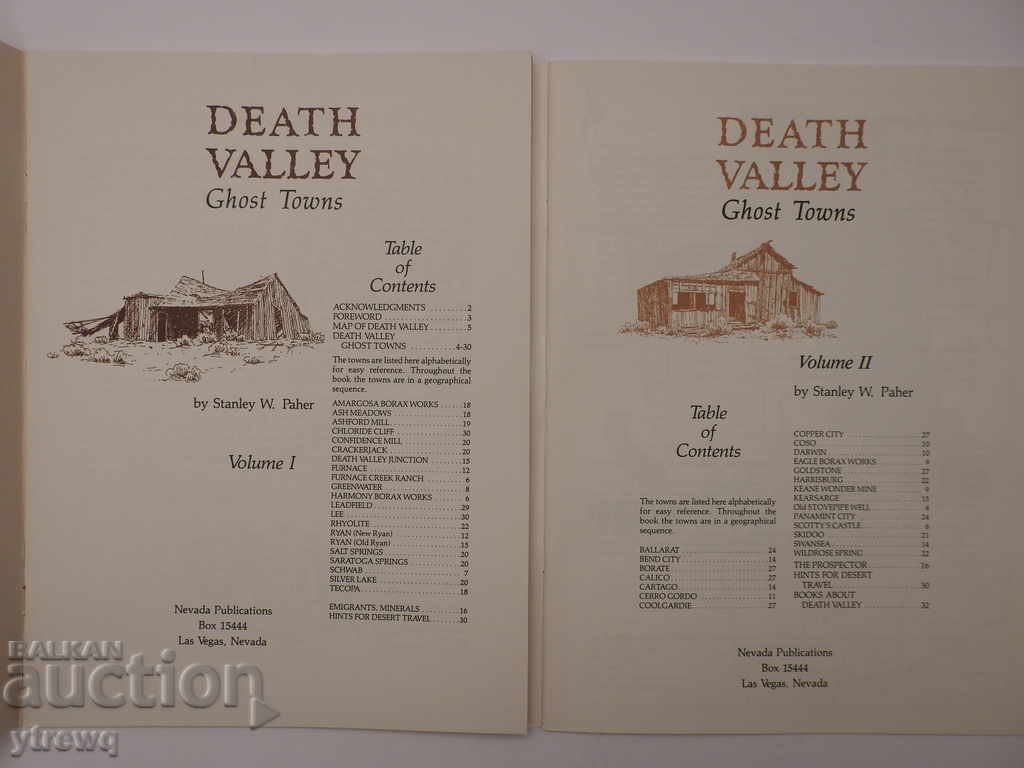 DEATH
VALLEY
Ghost Towns
Table
of
Contents
ACKNOWLEDGMENTS . . . . . . . . 2
FOREWORD . . . . . . . . 3
MAP OF DEATH VALLEY . . . . . . . . 5
DEATH VALLEY
GHOST TOWNS . . . . . . . . 4-30
The towns are listed here alphabetically
for easy reference. Throughout the
book the towns are in a geographical
sequence.
by Stanley W. Paher
Volume I
AMARGOSA BORAX WORKS . . . . . . 18
ASH MEADOWS . . . . . . . . 18
ASHFORD MILL . . . . . . . . 19
CHLORIDE CLIFF . . . . . . . . 30
CONFIDENCE MILL . . . . . . . . 20
CRACKERJACK . . . . . . . . 20
DEATH VALLEY JUNCTION . . . . . . . . 15
FURNACE . . . . . . . . 12
FURNACE CREEK RANCH . . . . . . . . 6
GREENWATER . . . . . . . . 8
HARMONY BORAX WORKS . . . . . . . . 6
LEADFIELD . . . . . . . . 29
LEE . . . . . . . . 30
RHYOLITE . . . . . . . . 22
RYAN (New Ryan) . . . . . . . . 12
RYAN (Old Ryan) . . . . . . . . 15
SALT SPRINGS . . . . . . . . 20
SARATOGA SPRINGS . . . . . . . . 20
SCHWAB . . . . . . . . 7
SILVER LAKE . . . . . . . . 20
TECOPA . . . . . . . . 18
EMIGRANTS, MINERALS . . . . . . . . 16
HINTS FOR DESERT TRAVEL . . . . . . . . 30
Nevada Publications
Box 15444
Las Vegas, Nevada
DEATH
VALLEY
Ghost Towns
Volume II
by Stanley W. Paher
Table
of
Contents
The towns are listed here alphabetically
for easy reference. Throughout the
book the towns are in a geographical
sequence.
BALLARAT . . . . . . . . 24
BEND CITY . . . . . . . . 14
BORATE . . . . . . . . 27
CALICO . . . . . . . . 27
CARTAGO . . . . . . . . 14
CERRO GORDO . . . . . . . . 11
COOLGARDIE . . . . . . . . 27
COPPER CITY . . . . . . . . 27
COSO . . . . . . . . 10
DARWIN . . . . . . . . 10
EAGLE BORAX WORKS . . . . . . . . 9
GOLDSTONE . . . . . . . . 27
HARRISBURG . . . . . . . . 22
KEANE WONDER MINE . . . . . . . . 9
KEARSARGE . . . . . . . . 13
Old STOVEPIPE WELL . . . . . . . . 4
PANAMINT CITY . . . . . . . . 24
SCOTTY'S CASTLE . . . . . . . . 6
SKIDOO . . . . . . . . 21
SWANSEA . . . . . . . . 14
WILDROSE SPRING . . . . . . . . 22
THE PROSPECTOR . . . . . . . . 16
HINTS FOR DESERT
TRAVEL . . . . . . . . 30
BOOKS ABOUT
DEATH VALLEY . . . . . . . . 32
Nevada Publications
Box 15444
Las Vegas, Nevada
BALKAN
auction
ytrewq